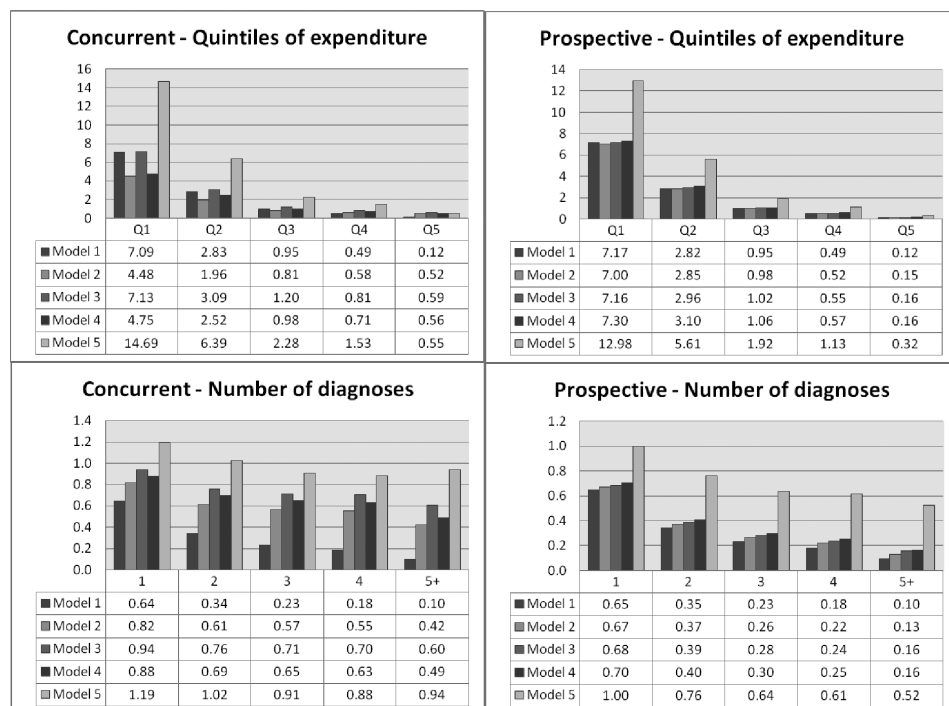 Concurrent - Quintiles of expenditure
16
14
12
10
8
6
4
2
0
Q1 Q2 Q3 Q4 Q5
Model 1 7.09 2.83 0.95 0.49 0.12
Model 2 4.48 1.96 0.81 0.58 0.52
Model 3 7.13 3.09 1.20 0.81 0.59
Model 4 4.75 2.52 0.98 0.71 0.56
Model 5 14.69 6.39 2.28 1.53 0.55
Prospective - Quintiles of expenditure
14
12
10
8
6
4
2
0
Q1 Q2 Q3 Q4 Q5
Model 1 7.17 2.82 0.95 0.49 0.12
Model 2 7.00 2.85 0.98 0.52 0.15
Model 3 7.16 2.96 1.02 0.55 0.16
Model 4 7.30 3.10 1.06 0.57 0.16
Model 5 12.98 5.61 1.92 1.13 0.32
Concurrent - Number of diagnoses
1.4
1.2
1.0
0.8
0.6
0.4
0.2
0.0
1 2 3 4 5+
Model 1 0.64 0.34 0.23 0.18 0.10
Model 2 0.82 0.61 0.57 0.55 0.42
Model 3 0.94 0.76 0.71 0.70 0.60
Model 4 0.88 0.69 0.65 0.63 0.49
Model 5 1.19 1.02 0.91 0.88 0.94
Prospective - Number of diagnoses
1.2
1.0
0.8
0.6
0.4
0.2
0.0
1 2 3 4 5+
Model 1 0.65 0.35 0.23 0.18 0.10
Model 2 0.67 0.37 0.26 0.22 0.13
Model 3 0.68 0.39 0.28 0.24 0.16
Model 4 0.70 0.40 0.30 0.25 0.16
Model 5 1.00 0.76 0.64 0.61 0.52